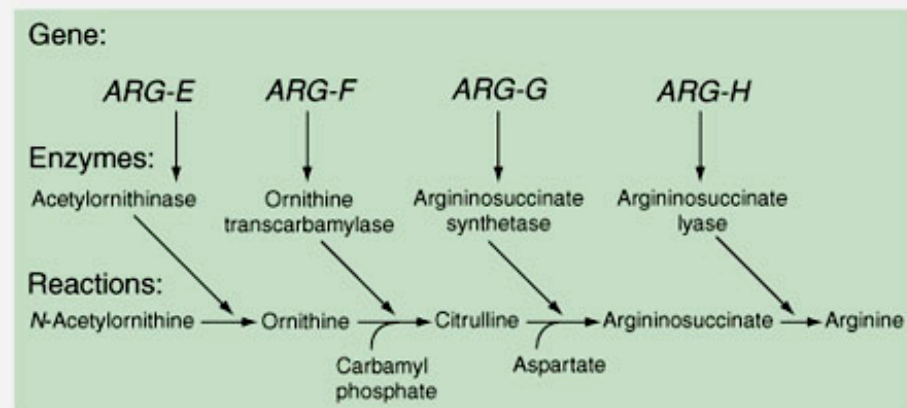 Gene:
ARG-E ARG-F ARG-G ARG-H
Enzymes:
Acetylornithinase
Ornithine
transcarbamylase
Argininosuccinate
synthetase
Argininosuccinate
lyase
Reactions:
N-Acetylornithine Ornithine Citrulline Argininosuccinate Arginine
Carbamyl
phosphate
Aspartate